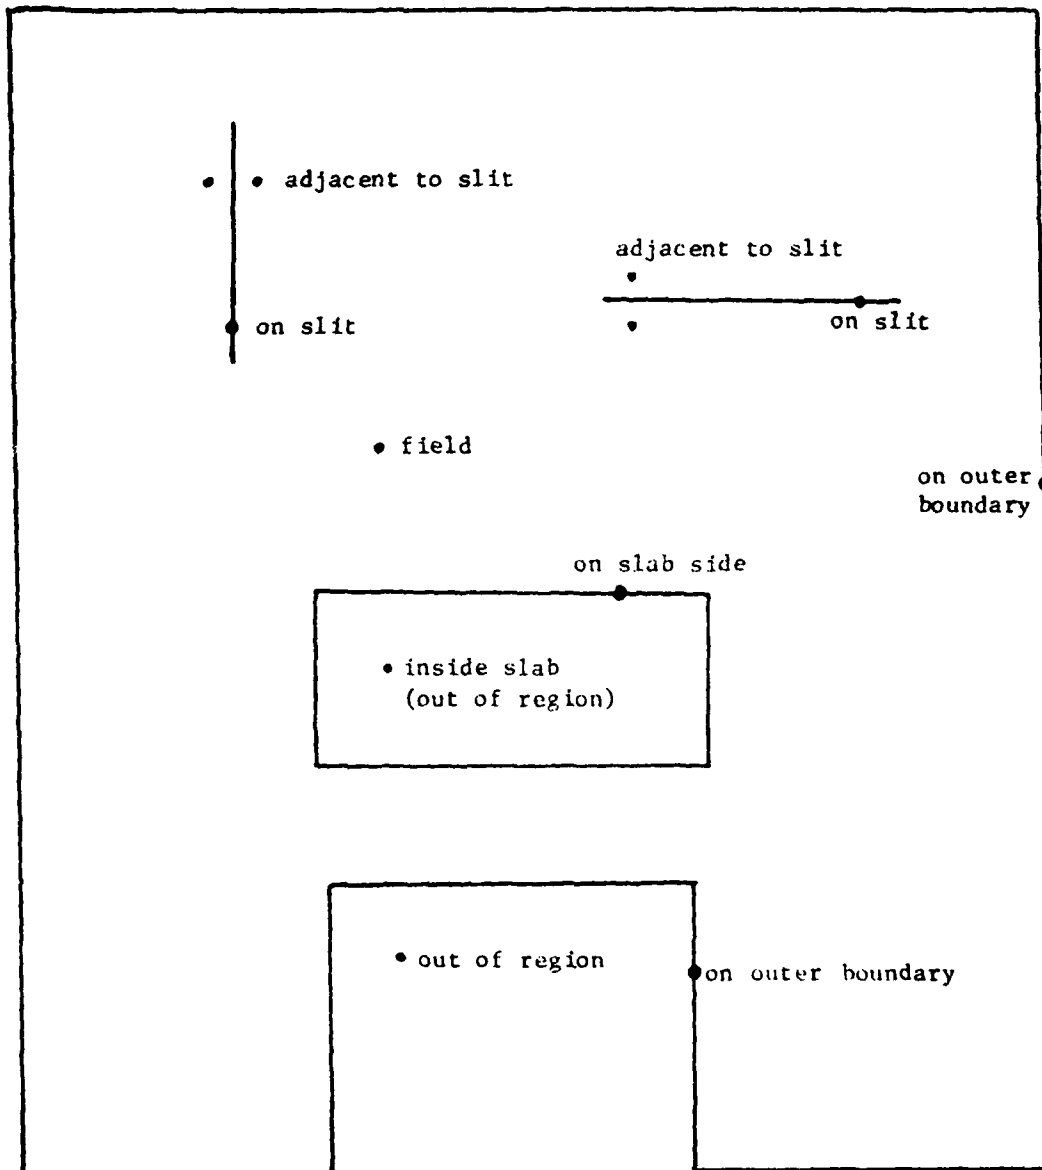 adjacent to slit
adjacent to slit
on slit
on slit
field
on outer
boundary
on slab side
inside slab
(out of region)
out of region
on outer boundary